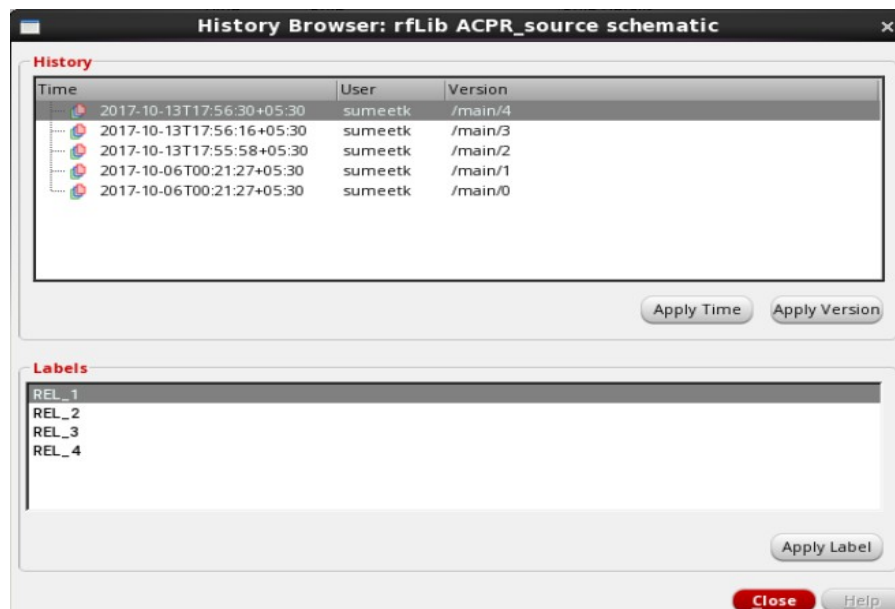 History Browser: rfLib ACPR_source schematic
History
Time User Version
2017-10-13T17:56:30+05:30 sumeetk /main/4
2017-10-13T17:56:16+05:30 sumeetk /main/3
2017-10-13T17:55:58+05:30 sumeetk /main/2
2017-10-06T00:21:27+05:30 sumeetk /main/1
2017-10-06T00:21:27+05:30 sumeetk /main/0
Apply Time Apply Version
Labels
REL_1
REL_2
REL_3
REL_4
Apply Label
Close Help